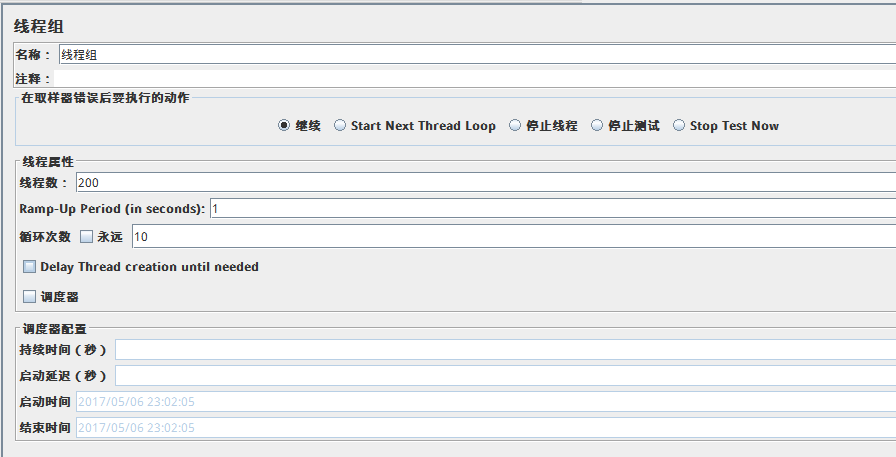 线程组
名称： 线程组
注释：
在取样器错误后要执行的动作
继续 Start Next Thread Loop 停止线程 停止测试 Stop Test Now
线程属性
线程数： 200
Ramp-Up Period (in seconds): 1
循环次数 永远 10
Delay Thread creation until needed
调度器
调度器配置
持续时间（秒）
启动延迟（秒）
启动时间 2017/05/06 23:02:05
结束时间 2017/05/06 23:02:05